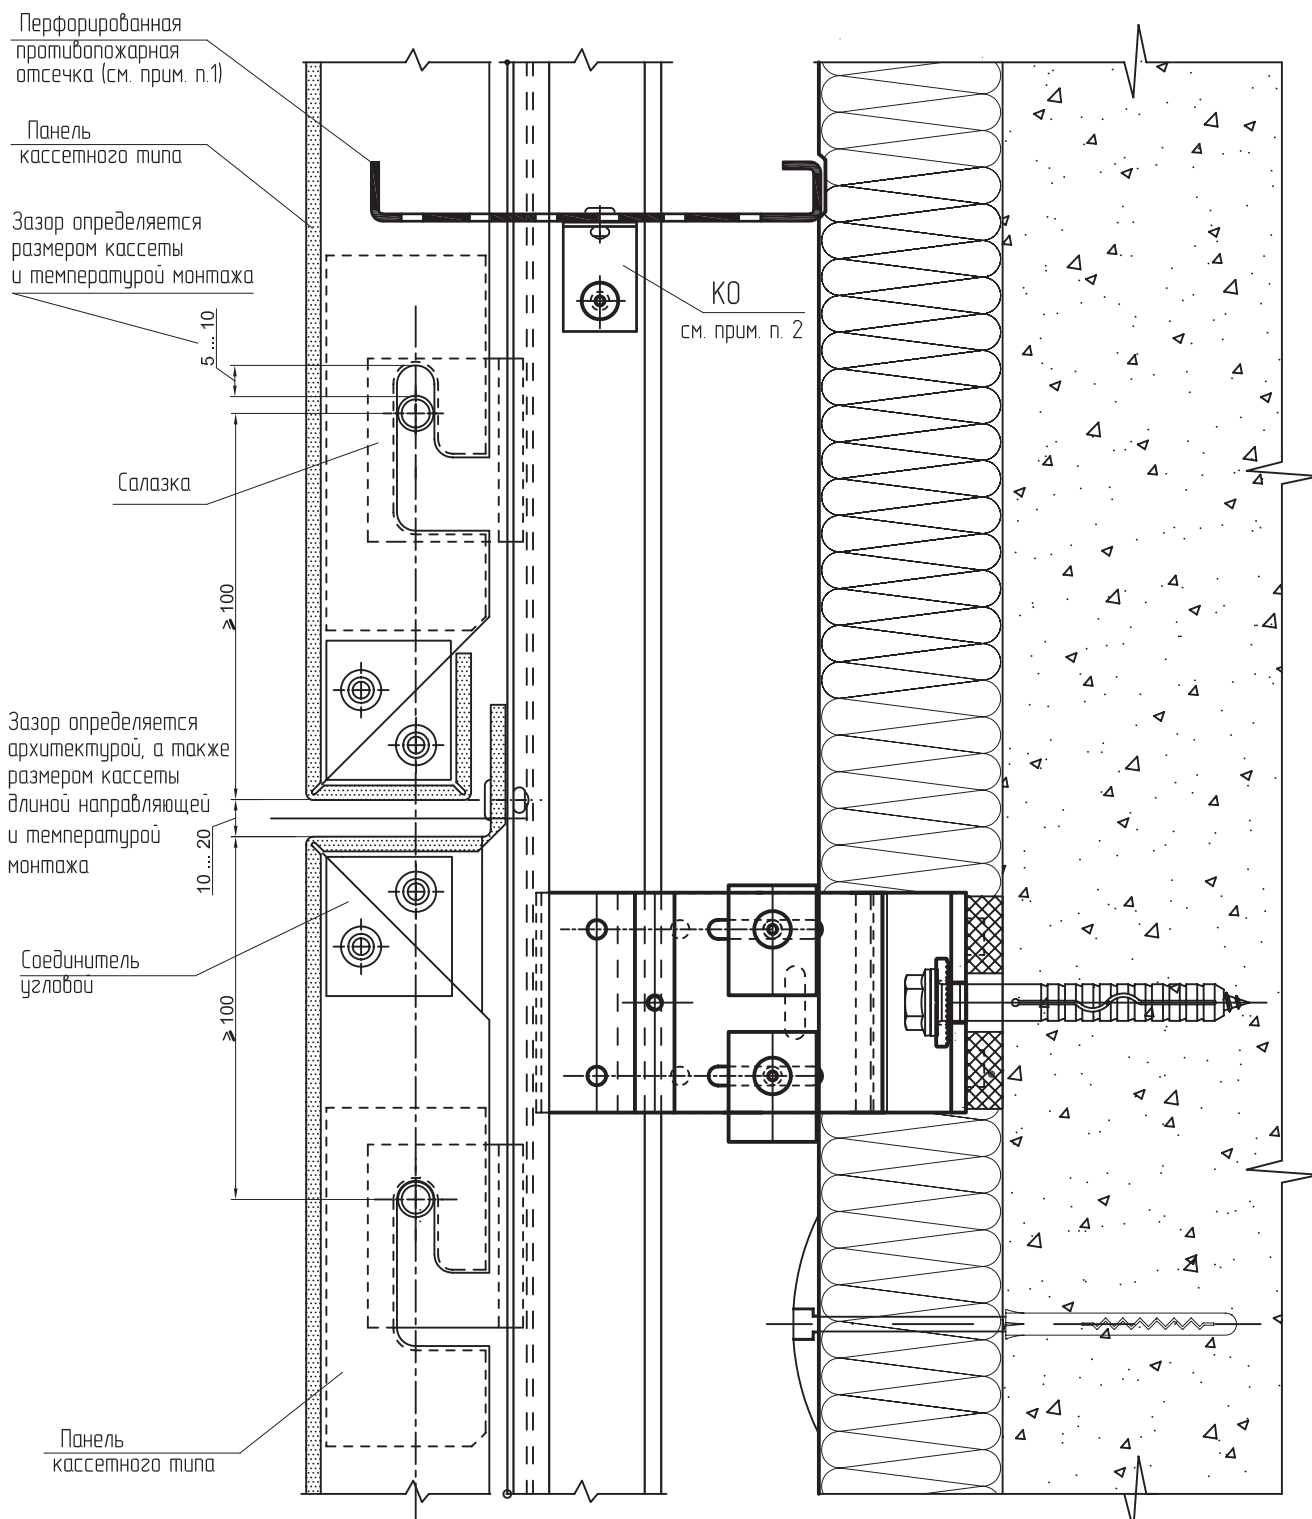 Перфорированная
противопожарная
отсечка (см. прим. п.1)
Панель
кассетного типа
Зазор определяется
размером кассеты
и температурой монтажа
5 ... 10
КО
см. прим. п. 2
Салазка
⩾100
Зазор определяется
архитектурой, а также
размером кассеты
длиной направляющей
и температурой
монтажа
10 ... 20
Соединитель
угловой
⩾100
Панель
кассетного типа